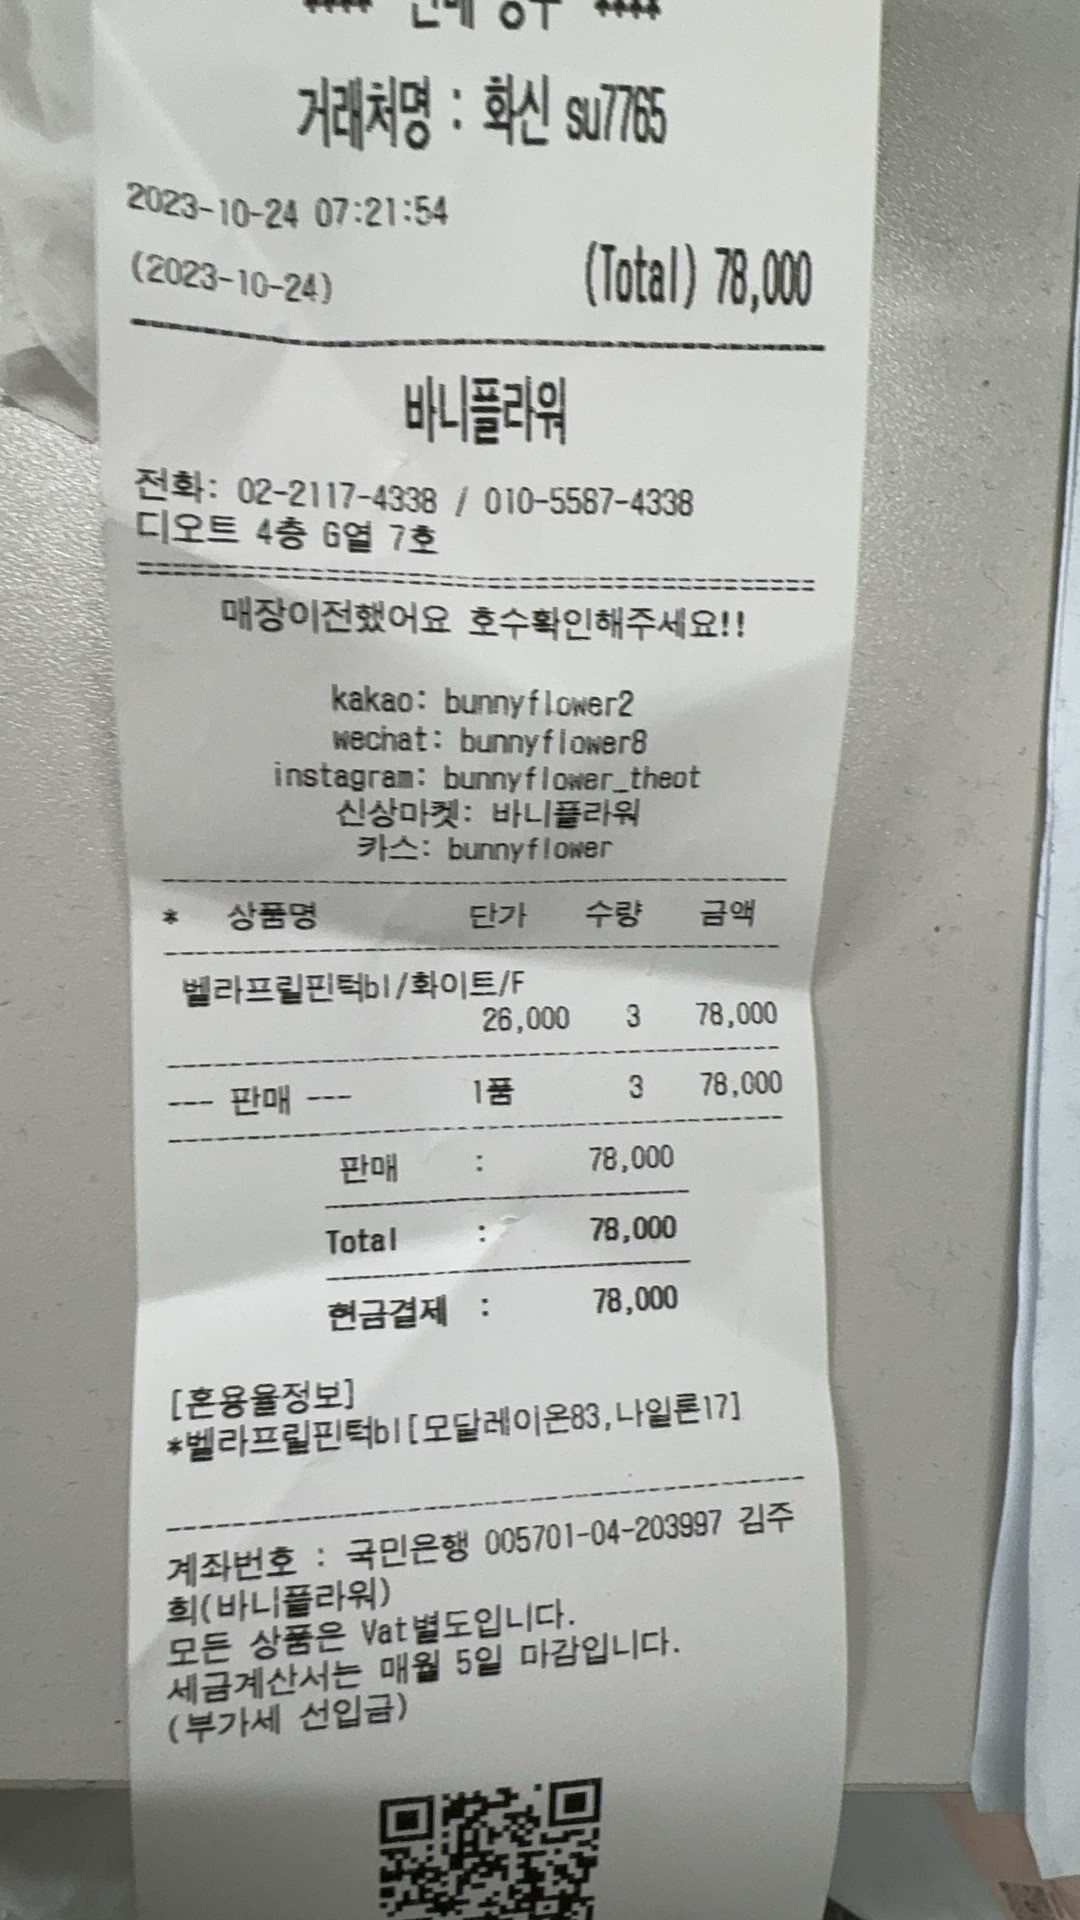 거래처명 : 화신 su7765
2023-10-24 07:21:54
(2023-10-24) (Total) 78,000
바니플라워
전화: 02-2117-4338 / 010-5587-4338
디오트 4층 G열 7호
매장이전했어요 호수확인해주세요!!
kakao: bunnyflower2
wechat: bunnyflower8
instagram: bunnyflower_theot
신상마켓: 바니플라워
카스: bunnyflower
* 상품명 단가 수량 금액
벨라프릴핀턱bl/화이트/F
26,000 3 78,000
--- 판매 --- 1품 3 78,000
판매 : 78,000
Total : 78,000
현금결제 : 78,000
[혼용율정보]
*벨라프릴핀턱bl[모달레이온83,나일론17]
계좌번호 : 국민은행 005701-04-203997 김주
희(바니플라워)
모든 상품은 Vat별도입니다.
세금계산서는 매월 5일 마감입니다.
(부가세 선입금)